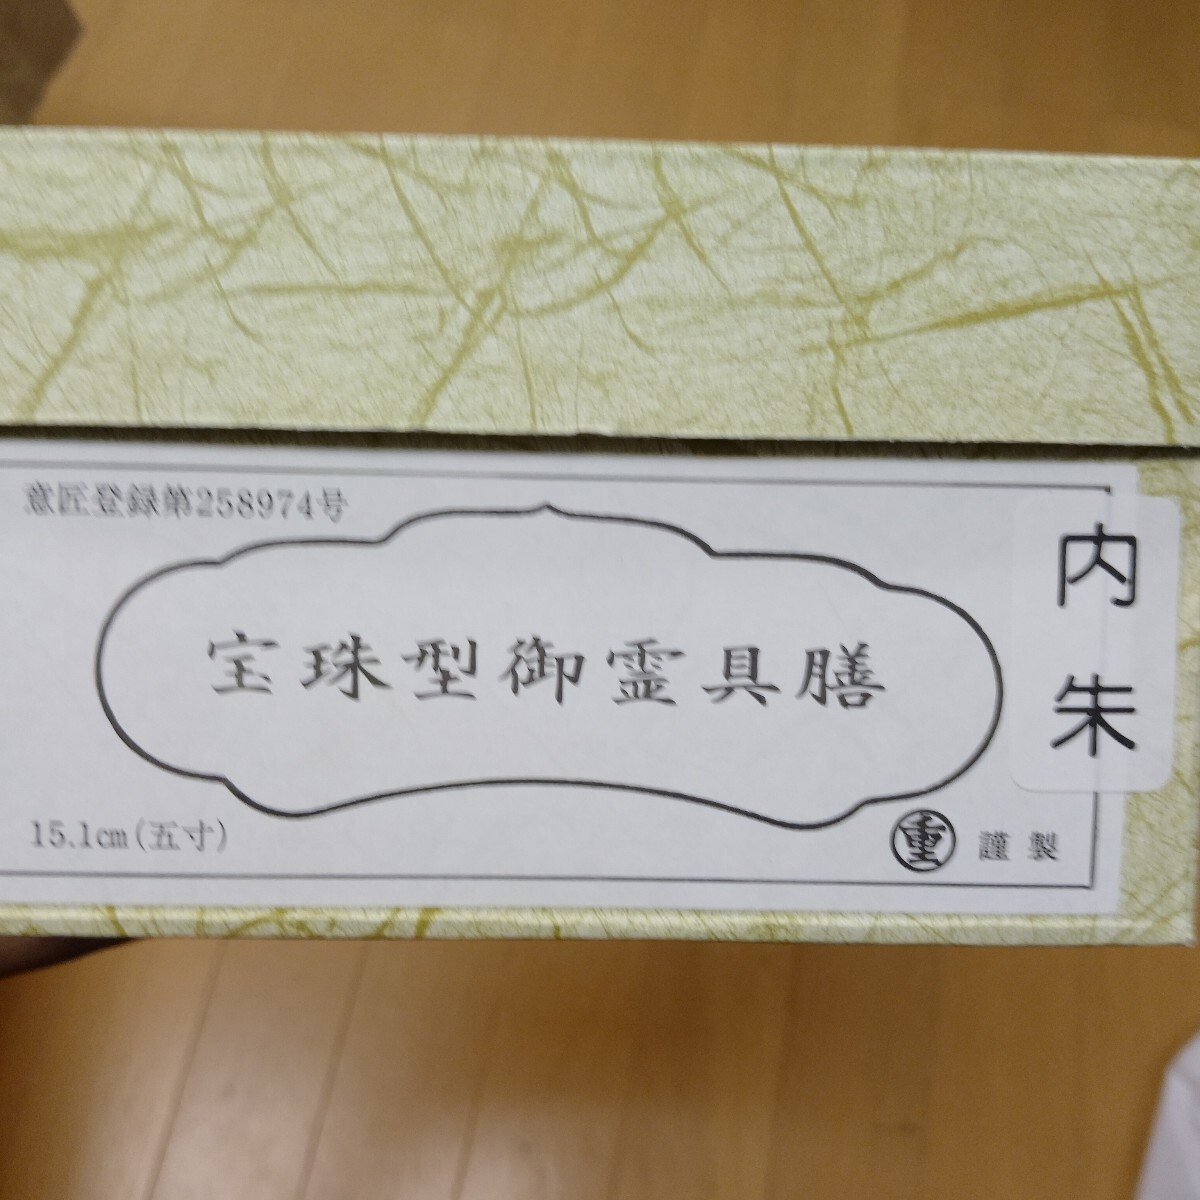 意匠登録第258974号
宝珠型御霊具膳
内朱
15.1cm(五寸)
重 謹製